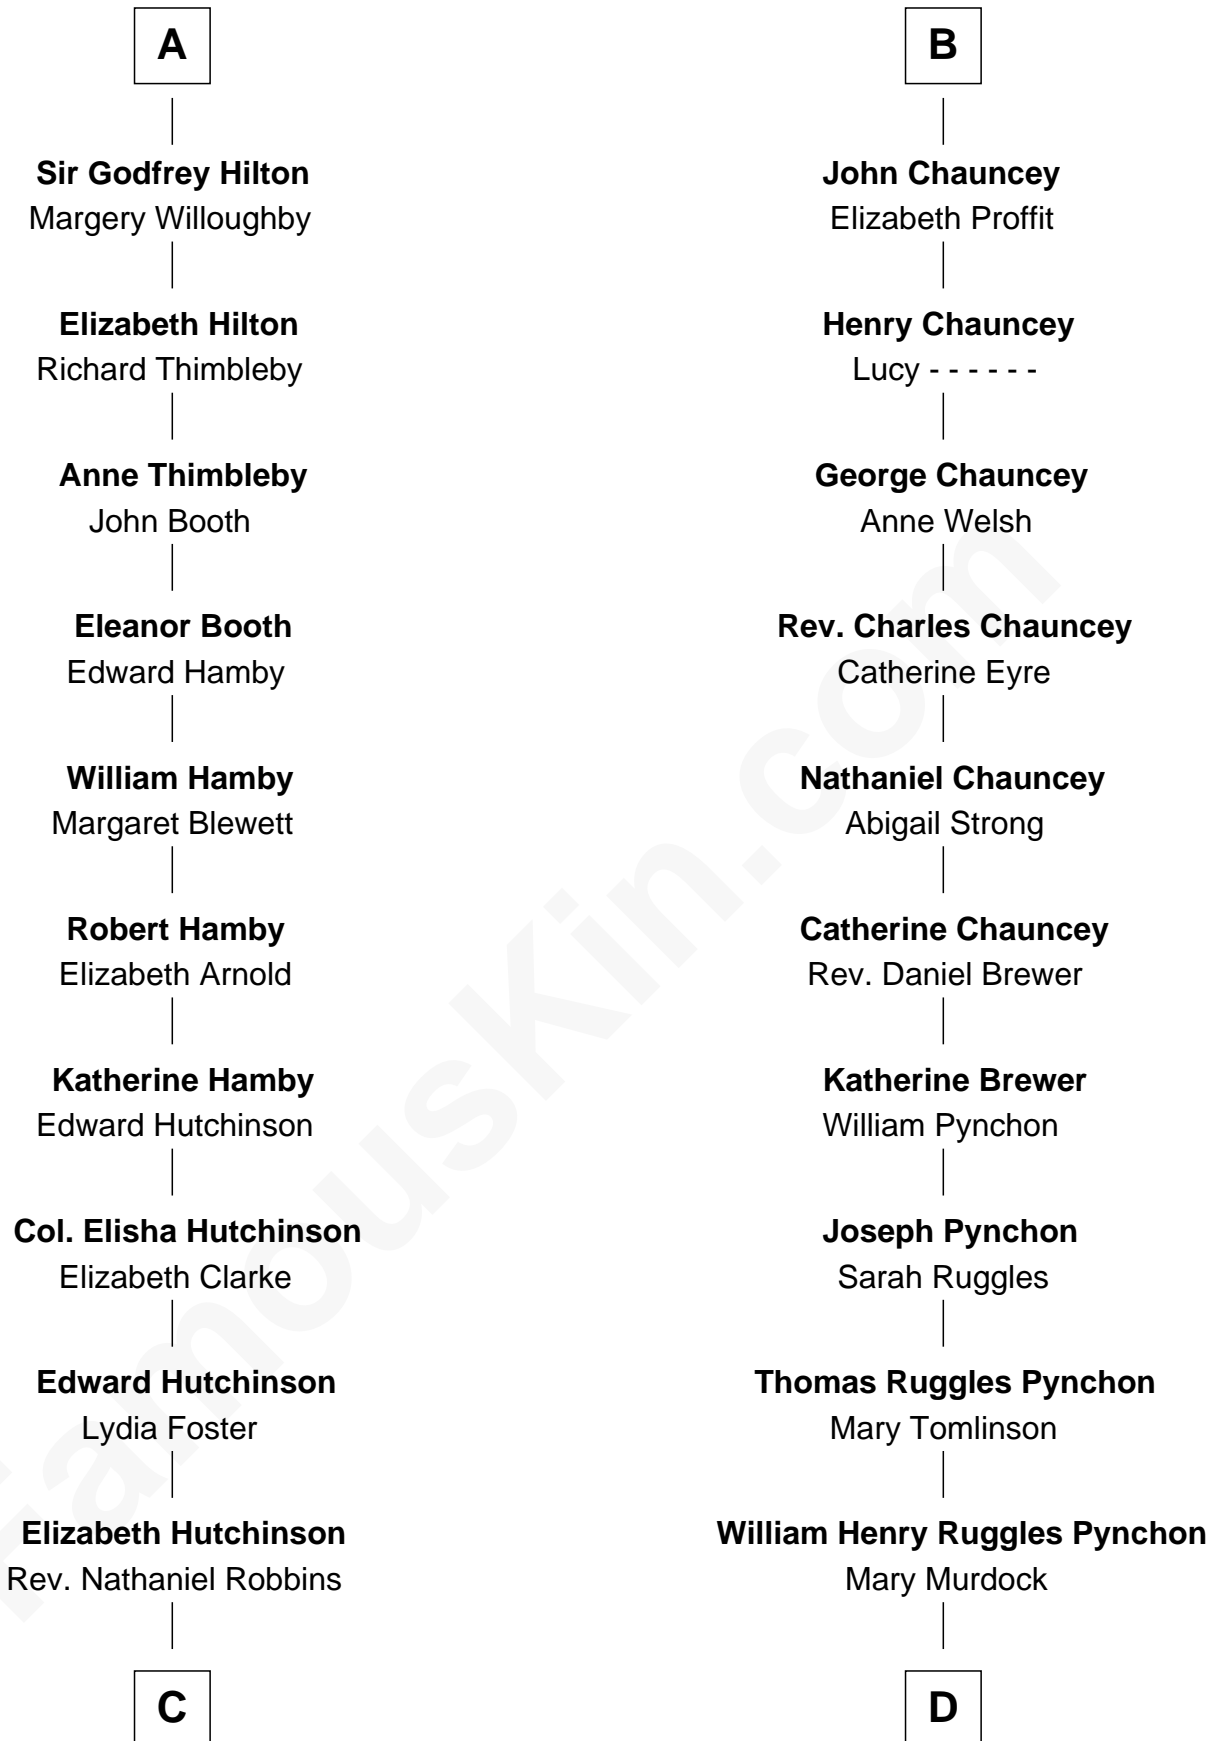 A
Sir Godfrey Hilton
Margery Willoughby
Elizabeth Hilton
Richard Thimbleby
Anne Thimbleby
John Booth
Eleanor Booth
Edward Hamby
William Hamby
Margaret Blewett
Robert Hamby
Elizabeth Arnold
Katherine Hamby
Edward Hutchinson
Col. Elisha Hutchinson
Elizabeth Clarke
Edward Hutchinson
Lydia Foster
Elizabeth Hutchinson
Rev. Nathaniel Robbins
C
B
John Chauncey
Elizabeth Proffit
Henry Chauncey
Lucy - - - - - -
George Chauncey
Anne Welsh
Rev. Charles Chauncey
Catherine Eyre
Nathaniel Chauncey
Abigail Strong
Catherine Chauncey
Rev. Daniel Brewer
Katherine Brewer
William Pynchon
Joseph Pynchon
Sarah Ruggles
Thomas Ruggles Pynchon
Mary Tomlinson
William Henry Ruggles Pynchon
Mary Murdock
D
FamousKin.com